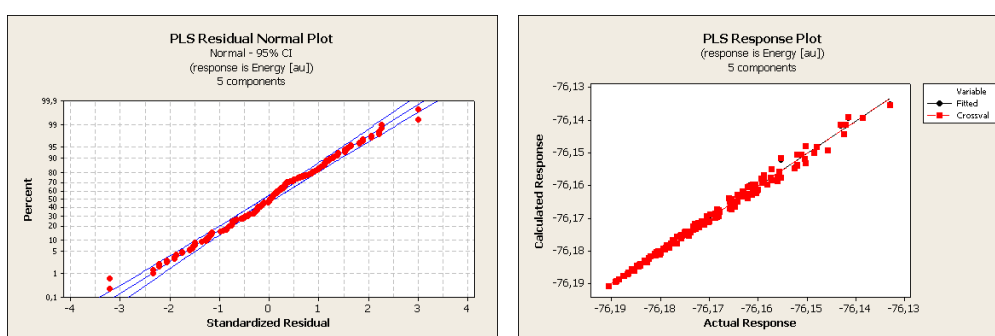 PLS Residual Normal Plot
Normal - 95% CI
(response is Energy [au])
5 components
99,9
99
95
90
80
70
60
50
40
30
20
10
5
1
0,1
Percent
-4
-3
-2
-1
0
1
2
3
4
Standardized Residual
PLS Response Plot
(response is Energy [au])
5 components
-76,13
-76,14
-76,15
-76,16
-76,17
-76,18
-76,19
Calculated Response
-76,19
-76,18
-76,17
-76,16
-76,15
-76,14
-76,13
Actual Response
Variable
Fitted
Crossval